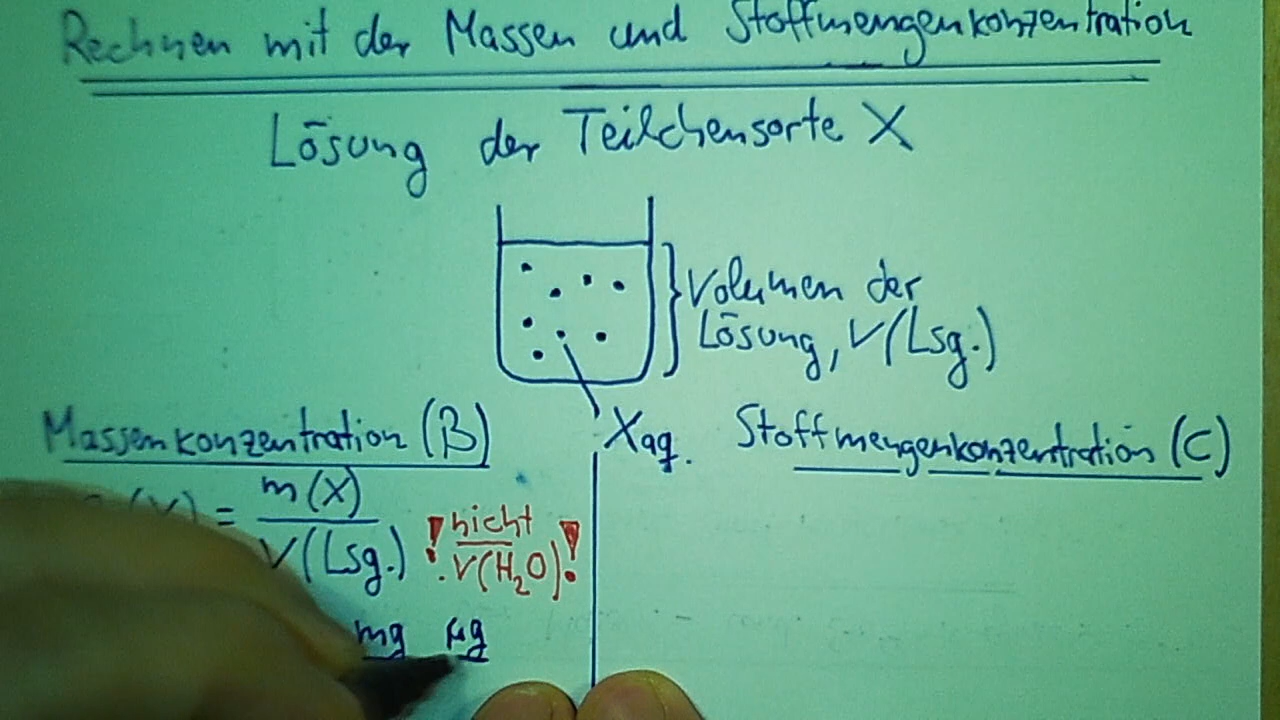 Rechnen mit der Massen und Stoffmengenkonzentration
Lösung der Teilchensorte X
Volumen der
Lösung, V(Lsg.)
Xaq.
Massenkonzentration (β)
= m(X)
V(Lsg.)
! nicht !
V(H₂O)
mg µg
Stoffmengenkonzentration (C)